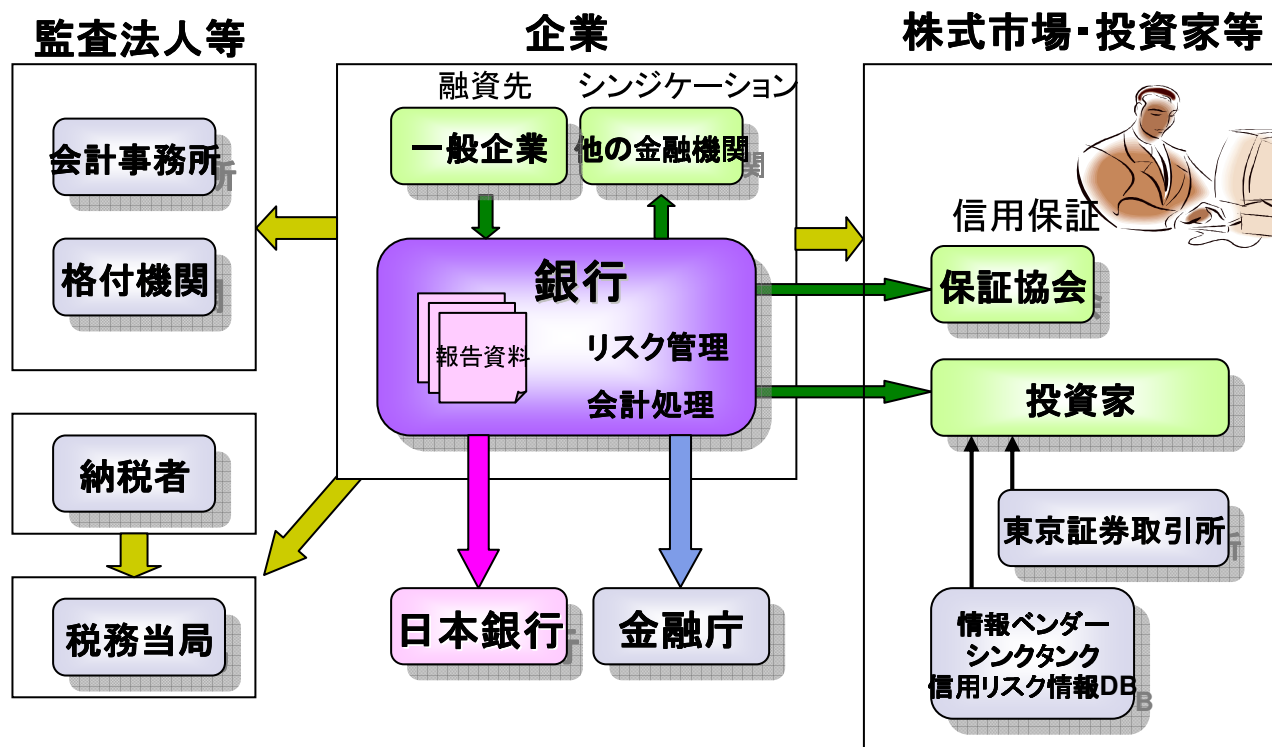 監査法人等
会計事務所
格付機関
納税者
税務当局
企業
融資先
シンジケーション
一般企業
他の金融機関
銀行
報告資料
リスク管理
会計処理
日本銀行
金融庁
株式市場・投資家等
信用保証
保証協会
投資家
東京証券取引所
情報ベンダー
シンクタンク
信用リスク情報DB